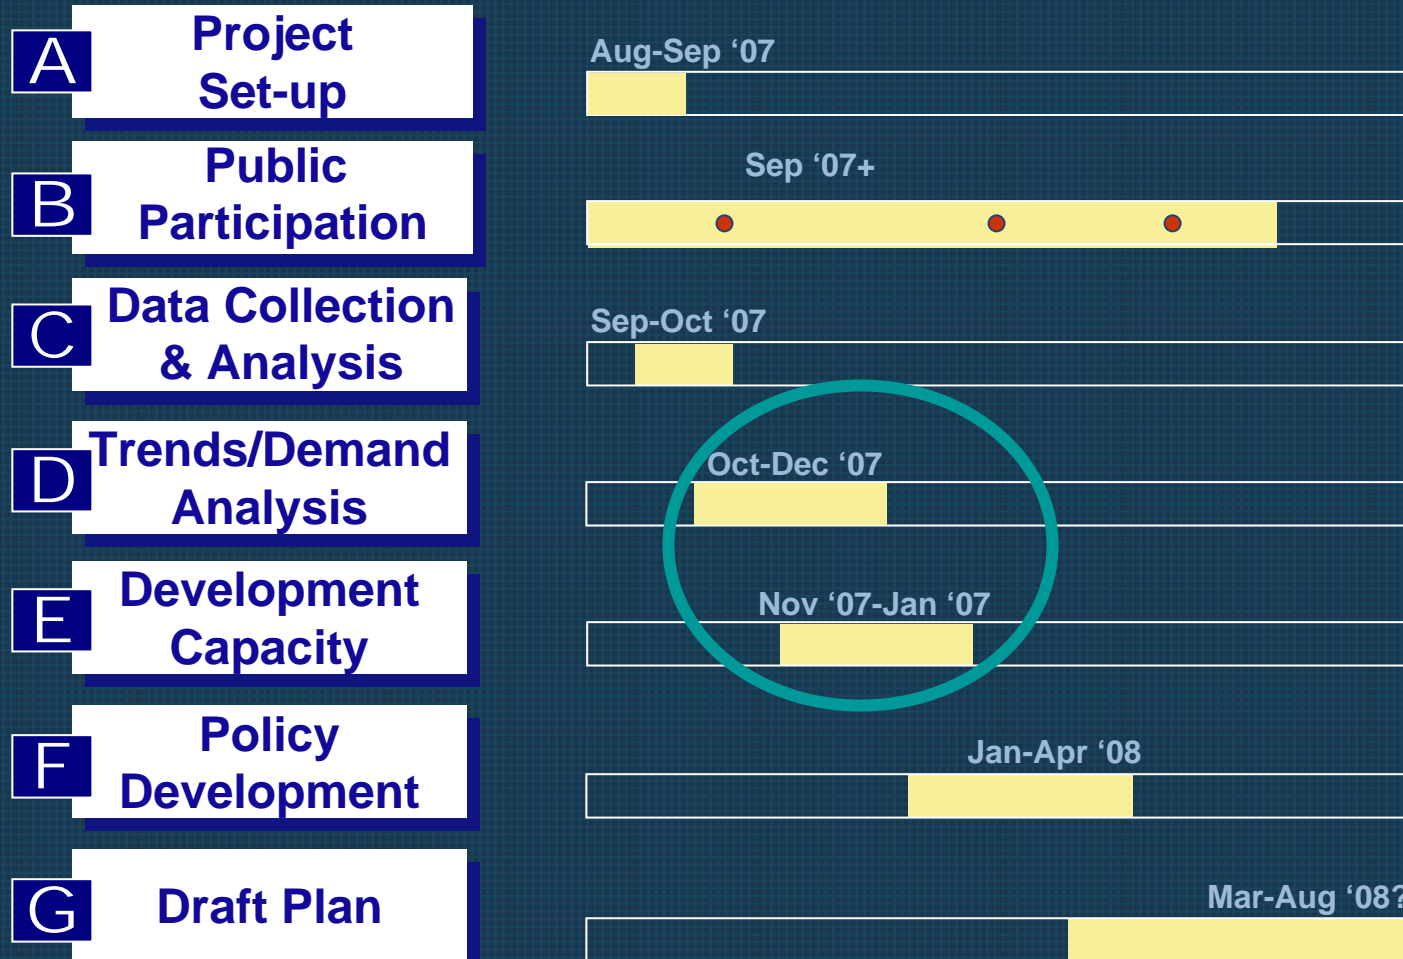 A
Project
Set-up
Aug-Sep ‘07
B
Public
Participation
Sep ‘07+
C
Data Collection
& Analysis
Sep-Oct ‘07
D
Trends/Demand
Analysis
Oct-Dec ‘07
E
Development
Capacity
Nov ‘07-Jan ‘07
F
Policy
Development
Jan-Apr ‘08
G
Draft Plan
Mar-Aug ‘08?